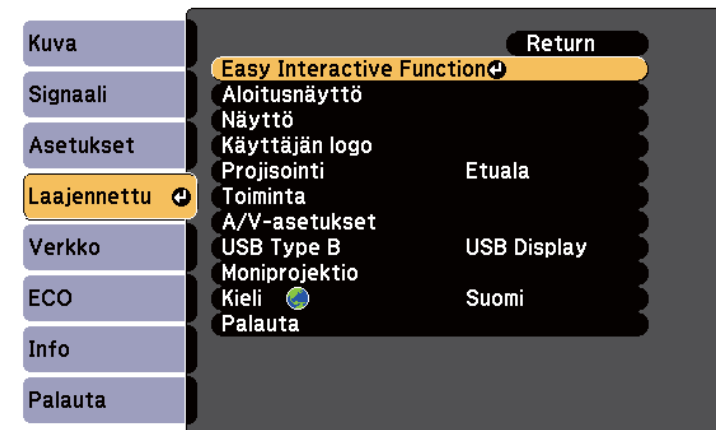 Kuva
Signaali
Asetukset
Laajennettu
Verkko
ECO
Info
Palauta
Return
Easy Interactive Function
Aloitusnäyttö
Näyttö
Käyttäjän logo
Projisointi Etuala
Toiminta
A/V-asetukset
USB Type B USB Display
Moniprojektio
Kieli Suomi
Palauta